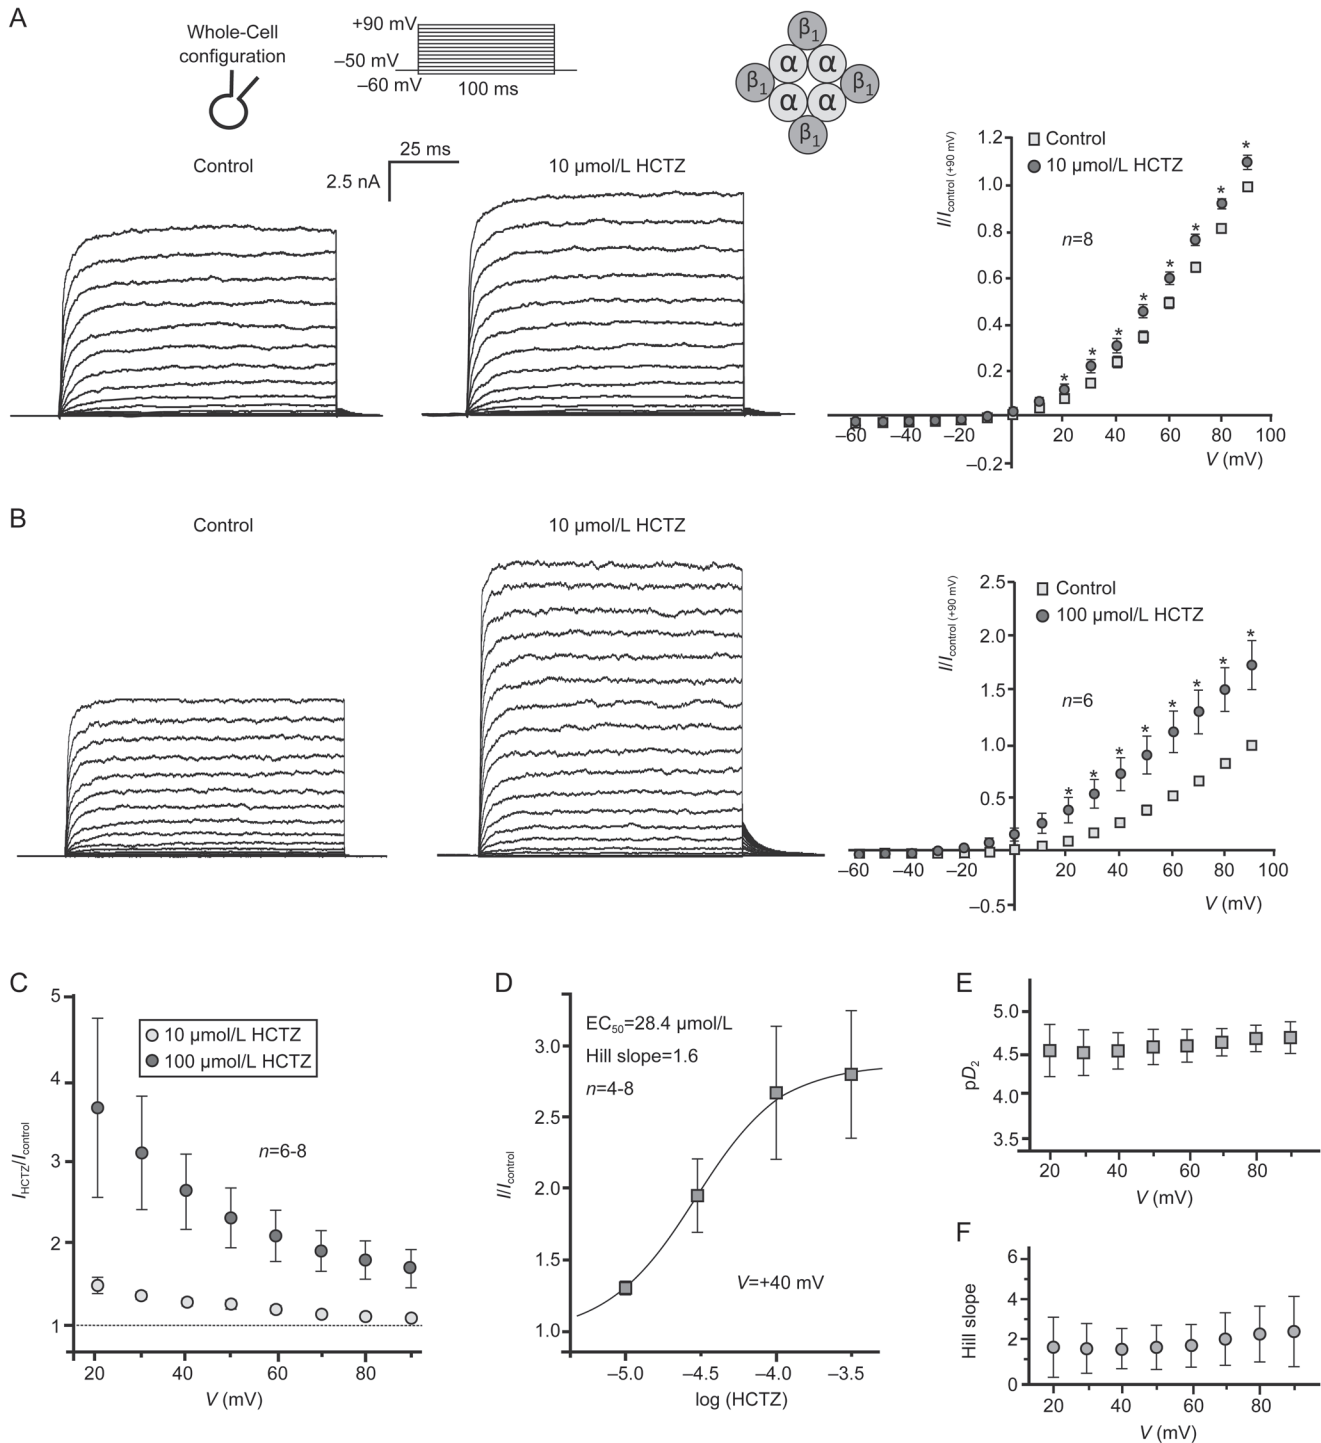 A
Whole-Cell
configuration
+90 mV
–50 mV
–60 mV
100 ms
β1
α α
β1 β1
α α
β1
Control
25 ms
2.5 nA
10 µmol/L HCTZ
I/Icontrol (+90 mV)
1.2
1.0
0.8
0.6
0.4
0.2
–0.2
Control
10 µmol/L HCTZ
n=8
* * * * * * * *
–60 –40 –20 20 40 60 80 100
V (mV)
B
Control
10 µmol/L HCTZ
I/Icontrol (+90 mV)
2.5
2.0
1.5
1.0
0.5
–0.5
Control
100 µmol/L HCTZ
n=6
* * * * * * * *
–60 –40 –20 20 40 60 80 100
V (mV)
C
IHCTZ/Icontrol
5
4
3
2
1
10 µmol/L HCTZ
100 µmol/L HCTZ
n=6-8
20 40 60 80
V (mV)
D
I/Icontrol
3.0
2.5
2.0
1.5
1.0
EC50=28.4 µmol/L
Hill slope=1.6
n=4-8
V=+40 mV
–5.0 –4.5 –4.0 –3.5
log (HCTZ)
E
pD2
5.0
4.5
4.0
3.5
20 40 60 80
V (mV)
F
Hill slope
6
4
2
0
20 40 60 80
V (mV)